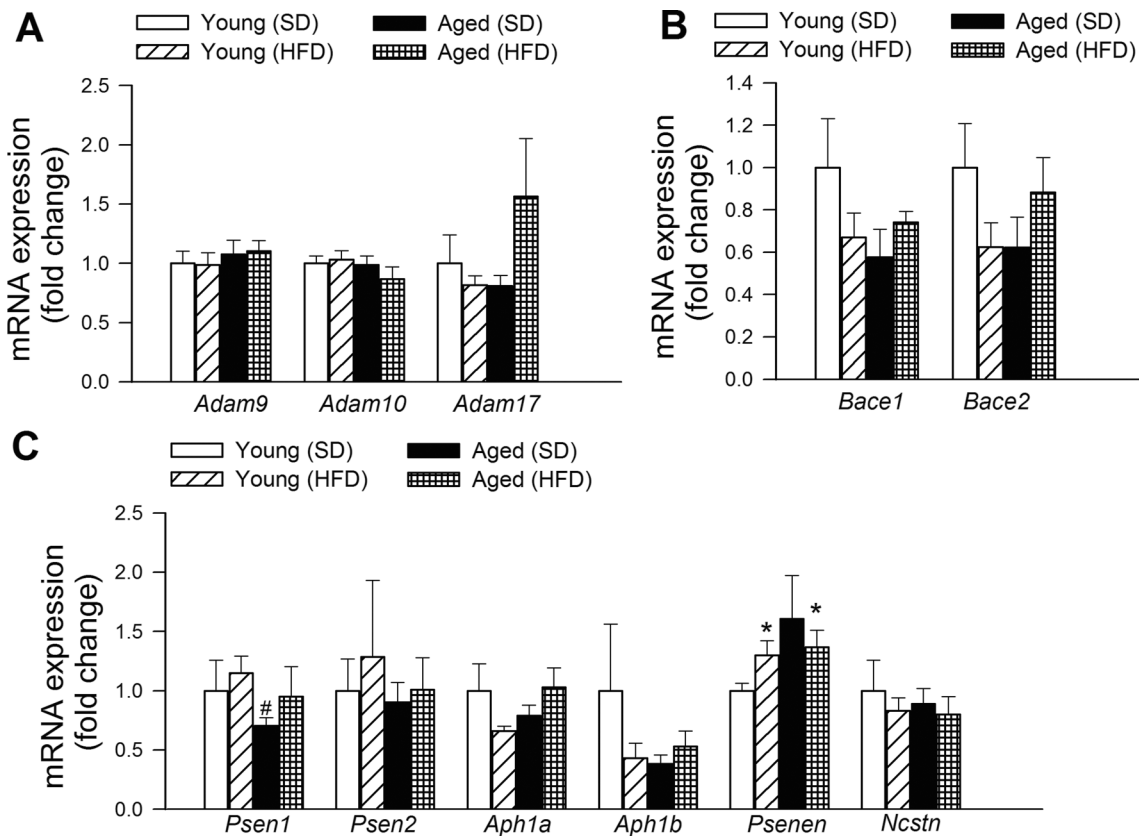 A
Young (SD) Aged (SD)
Young (HFD) Aged (HFD)
mRNA expression
(fold change)
2.5
2.0
1.5
1.0
0.5
0.0
Adam9 Adam10 Adam17
B
Young (SD) Aged (SD)
Young (HFD) Aged (HFD)
mRNA expression
(fold change)
1.4
1.2
1.0
0.8
0.6
0.4
0.2
0.0
Bace1 Bace2
C
Young (SD) Aged (SD)
Young (HFD) Aged (HFD)
mRNA expression
(fold change)
2.5
2.0
1.5
1.0
0.5
0.0
#
* *
Psen1 Psen2 Aph1a Aph1b Psenen Ncstn